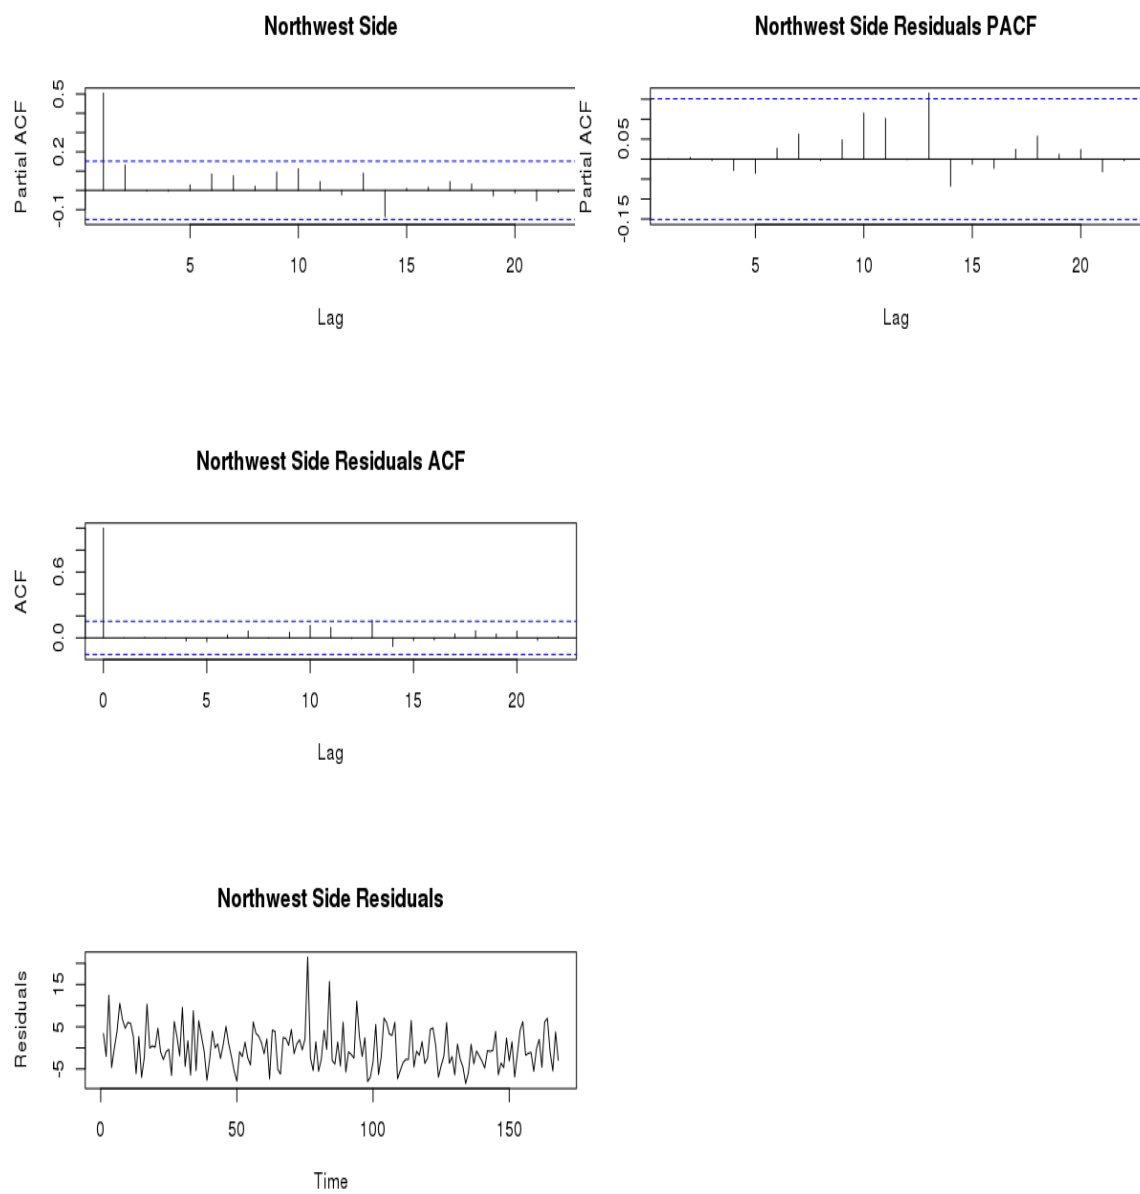 Northwest Side
Partial ACF
0.5
0.2
-0.1
5 10 15 20
Lag
Northwest Side Residuals PACF
Partial ACF
0.05
-0.15
5 10 15 20
Lag
Northwest Side Residuals ACF
ACF
0.6
0.0
0 5 10 15 20
Lag
Northwest Side Residuals
Residuals
15
5
-5
0 50 100 150
Time